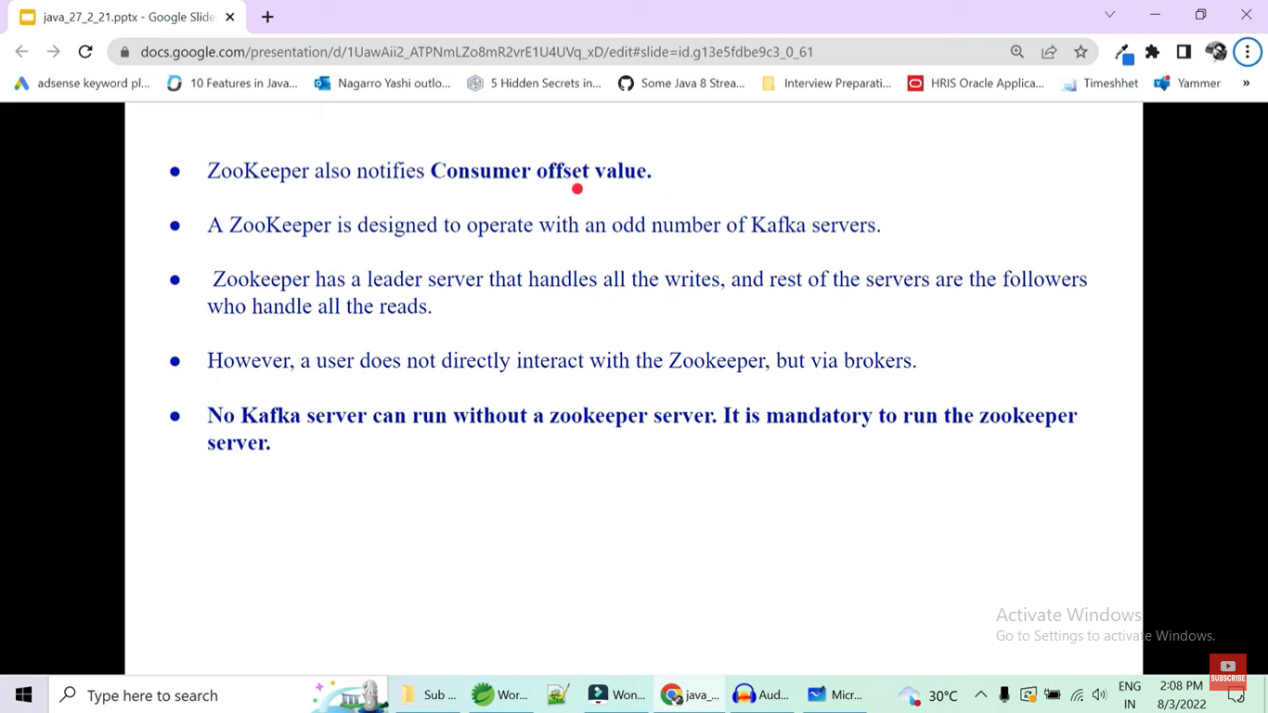 java_27_2_21.pptx - Google Slide
docs.google.com/presentation/d/1UawAii2_ATPNmLZo8mR2vrE1U4UVq_xD/edit#slide=id.g13e5fdbe9c3_0_61
adsense keyword pl...
10 Features in Java...
Nagarro Yashi outlo...
5 Hidden Secrets in...
Some Java 8 Strea...
Interview Preparati...
HRIS Oracle Applica...
Timeshhet
Yammer
»
● ZooKeeper also notifies Consumer offset value.
● A ZooKeeper is designed to operate with an odd number of Kafka servers.
● Zookeeper has a leader server that handles all the writes, and rest of the servers are the followers
who handle all the reads.
● However, a user does not directly interact with the Zookeeper, but via brokers.
● No Kafka server can run without a zookeeper server. It is mandatory to run the zookeeper
server.
Activate Windows
Go to Settings to activate Windows.
SUBSCRIBE
Type here to search
Sub ...
Wor...
Won...
java_...
Aud...
Micr...
30°C
ENG
IN
2:08 PM
8/3/2022